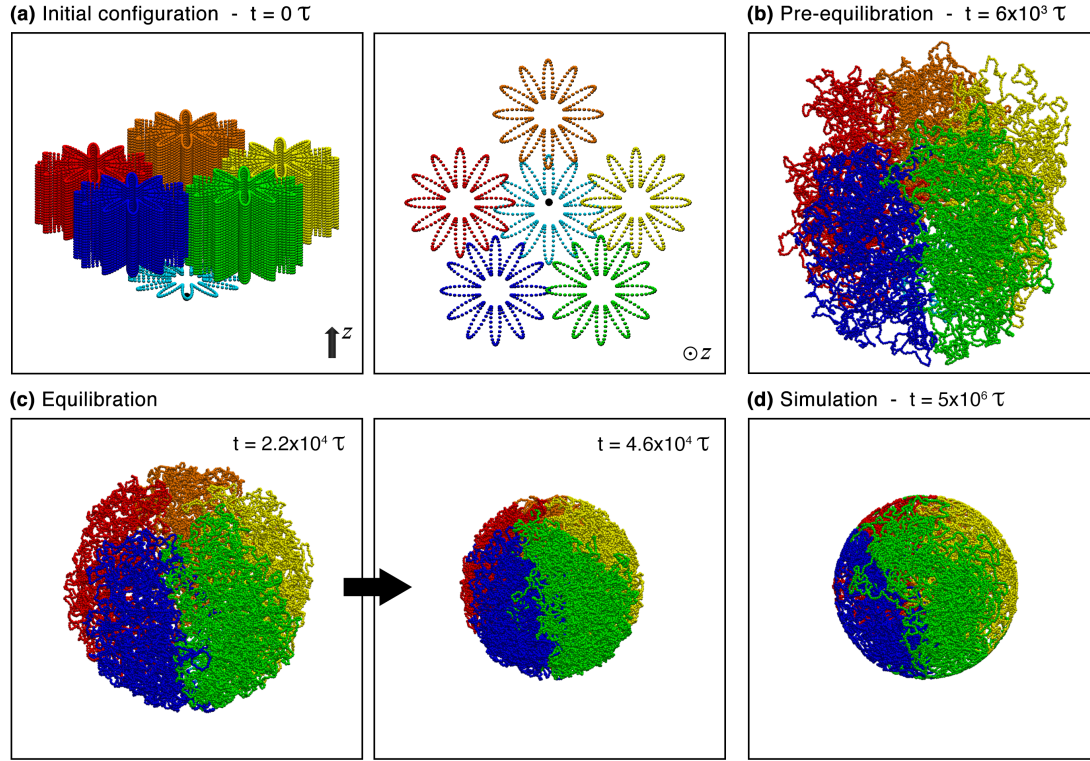 (a) Initial configuration - t = 0 τ
(b) Pre-equilibration - t = 6x10³ τ
z
⊙ z
(c) Equilibration
(d) Simulation - t = 5x10⁶ τ
t = 2.2x10⁴ τ
t = 4.6x10⁴ τ